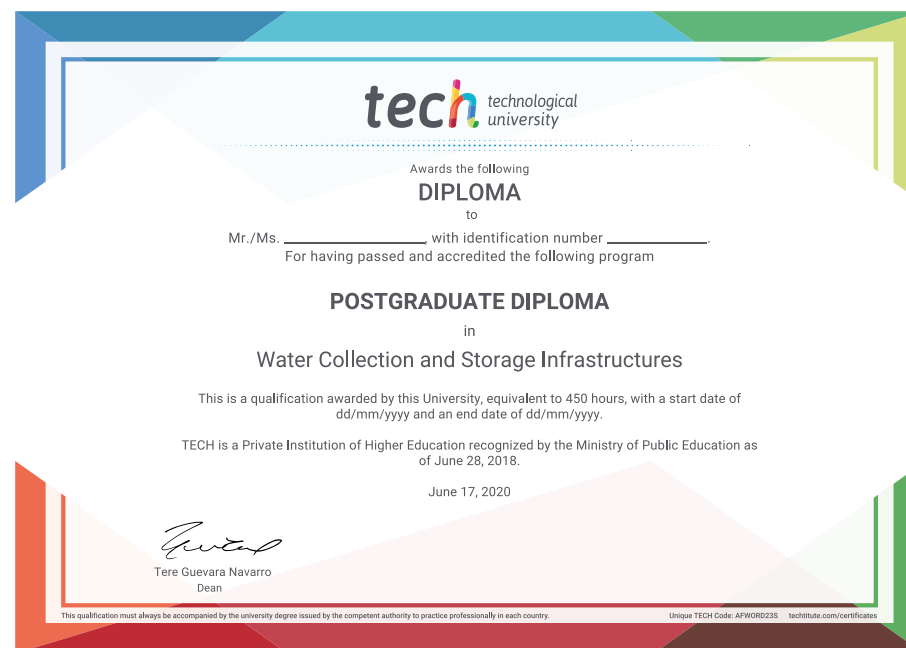 tech technological
university
Awards the following
DIPLOMA
to
Mr./Ms. ____________________, with identification number ______________.
For having passed and accredited the following program
POSTGRADUATE DIPLOMA
in
Water Collection and Storage Infrastructures
This is a qualification awarded by this University, equivalent to 450 hours, with a start date of
dd/mm/yyyy and an end date of dd/mm/yyyy.
TECH is a Private Institution of Higher Education recognized by the Ministry of Public Education as
of June 28, 2018.
June 17, 2020
Tere Guevara Navarro
Dean
This qualification must always be accompanied by the university degree issued by the competent authority to practice professionally in each country. Unique TECH Code: AFWORD23S techtitute.com/certificates